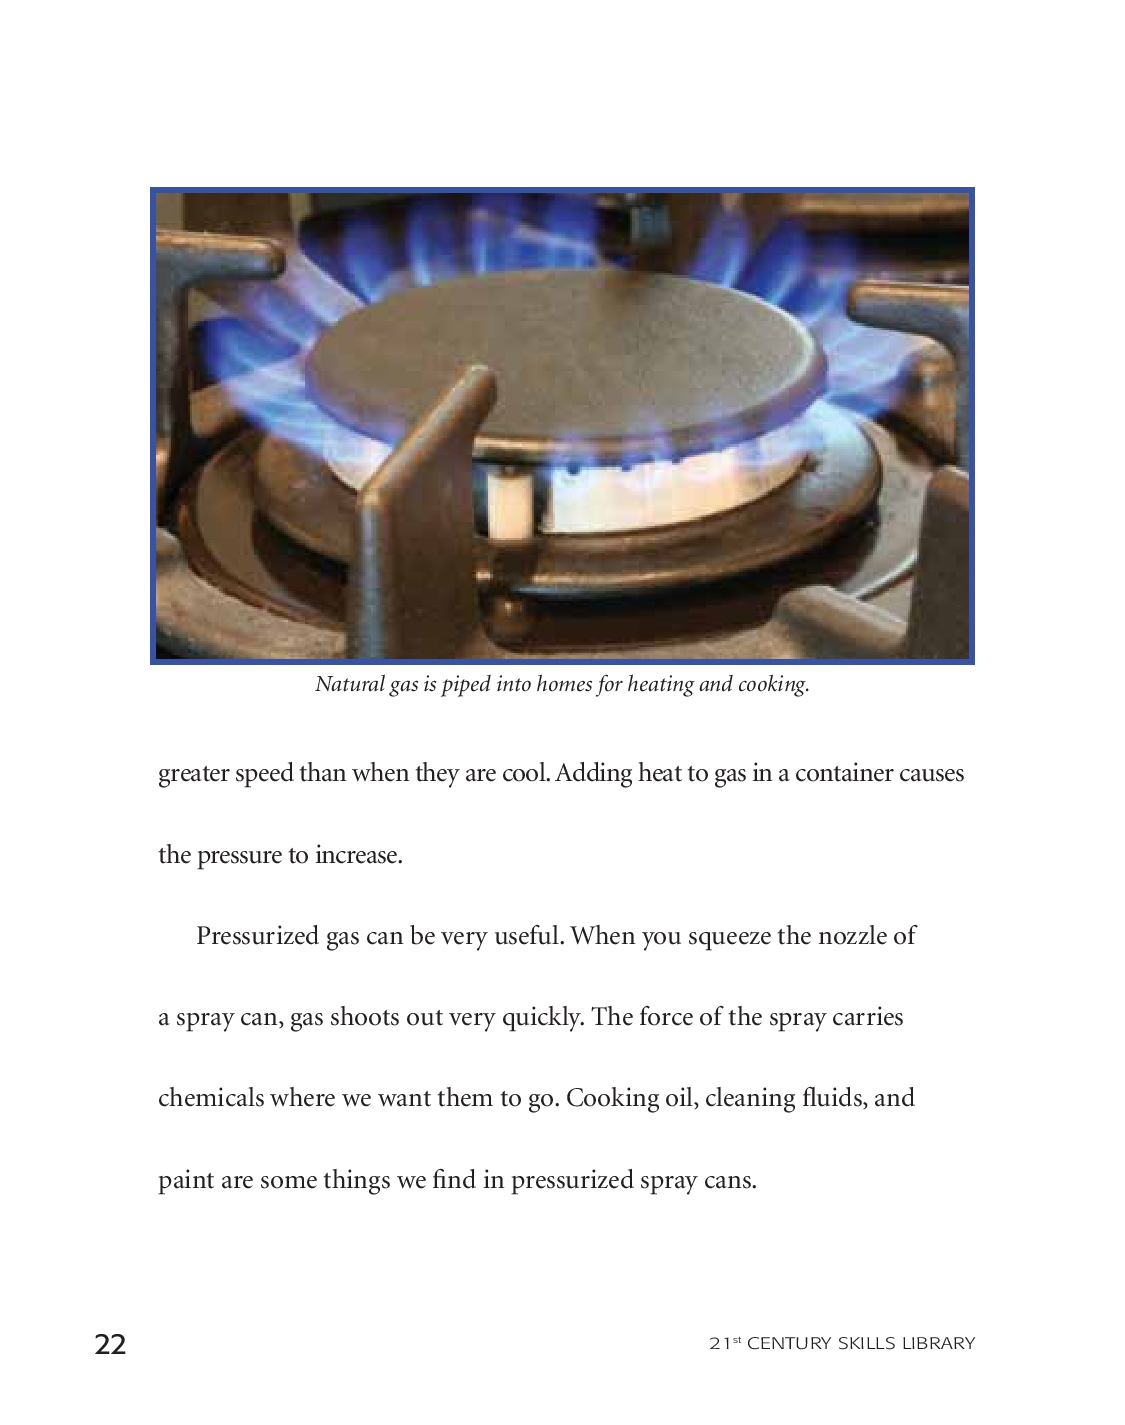 Natural gas is piped into homes for heating and cooking.
greater speed than when they are cool. Adding heat to gas in a container causes
the pressure to increase.
Pressurized gas can be very useful. When you squeeze the nozzle of
a spray can, gas shoots out very quickly. The force of the spray carries
chemicals where we want them to go. Cooking oil, cleaning fluids, and
paint are some things we find in pressurized spray cans.
22
21st CENTURY SKILLS LIBRARY